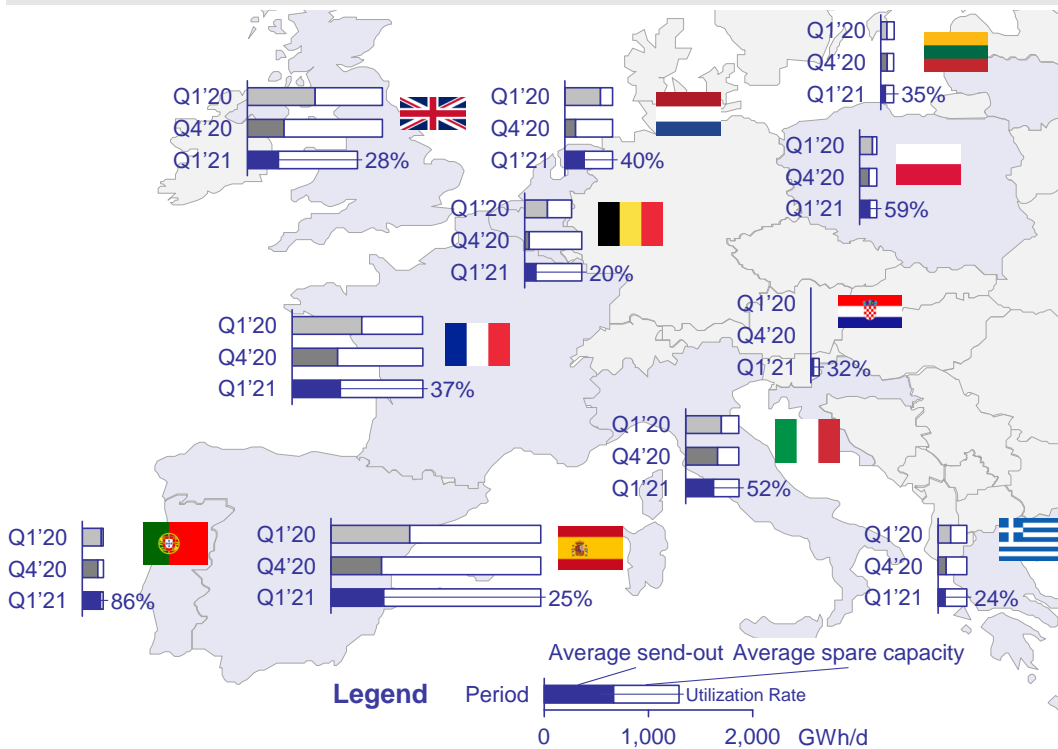 Q1’20
Q4’20
Q1’21 35%
Q1’20
Q4’20
Q1’21 28%
Q1’20
Q4’20
Q1’21 40%
Q1’20
Q4’20
Q1’21 59%
Q1’20
Q4’20
Q1’21 20%
Q1’20
Q4’20
Q1’21 32%
Q1’20
Q4’20
Q1’21 37%
Q1’20
Q4’20
Q1’21 52%
Q1’20
Q4’20
Q1’21 86%
Q1’20
Q4’20
Q1’21 25%
Q1’20
Q4’20
Q1’21 24%
Average send-out Average spare capacity
Legend Period Utilization Rate
0 1,000 2,000 GWh/d